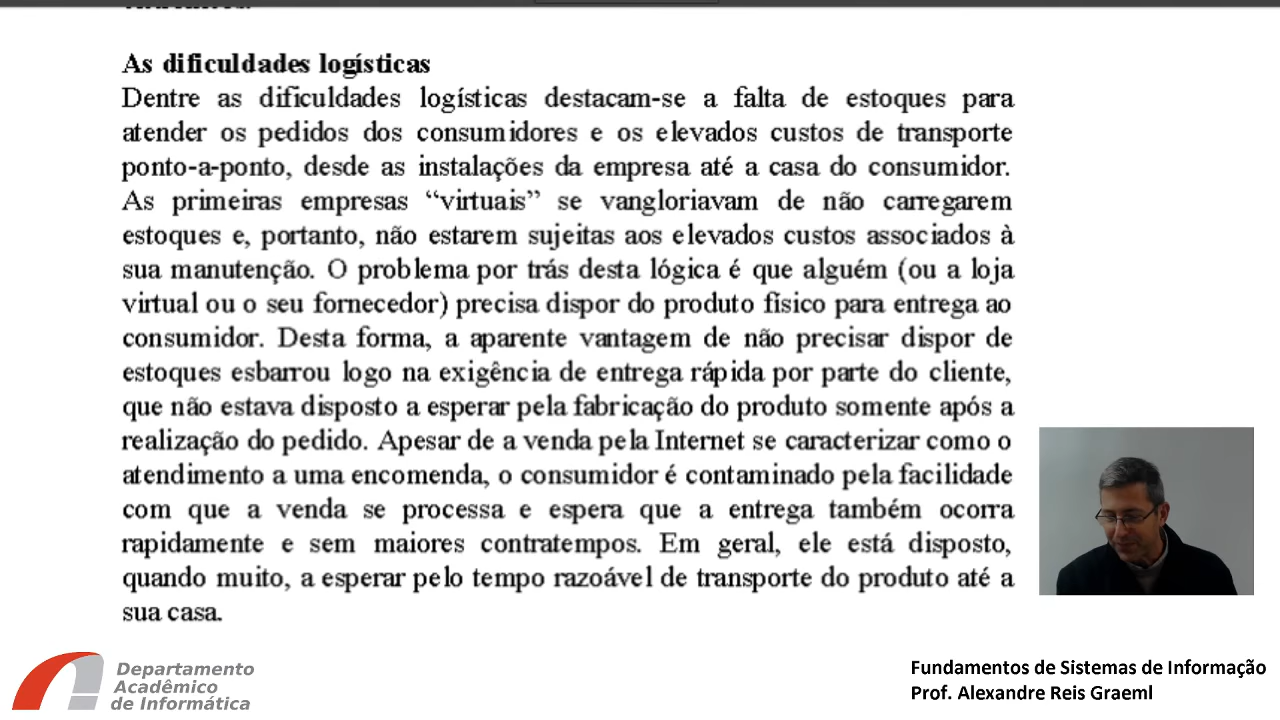 As dificuldades logísticas
Dentre as dificuldades logísticas destacam-se a falta de estoques para
atender os pedidos dos consumidores e os elevados custos de transporte
ponto-a-ponto, desde as instalações da empresa até a casa do consumidor.
As primeiras empresas “virtuais” se vangloriavam de não carregarem
estoques e, portanto, não estarem sujeitas aos elevados custos associados à
sua manutenção. O problema por trás desta lógica é que alguém (ou a loja
virtual ou o seu fornecedor) precisa dispor do produto físico para entrega ao
consumidor. Desta forma, a aparente vantagem de não precisar dispor de
estoques esbarrou logo na exigência de entrega rápida por parte do cliente,
que não estava disposto a esperar pela fabricação do produto somente após a
realização do pedido. Apesar de a venda pela Internet se caracterizar como o
atendimento a uma encomenda, o consumidor é contaminado pela facilidade
com que a venda se processa e espera que a entrega também ocorra
rapidamente e sem maiores contratempos. Em geral, ele está disposto,
quando muito, a esperar pelo tempo razoável de transporte do produto até a
sua casa.
Departamento
Acadêmico
de Informática
Fundamentos de Sistemas de Informação
Prof. Alexandre Reis Graeml